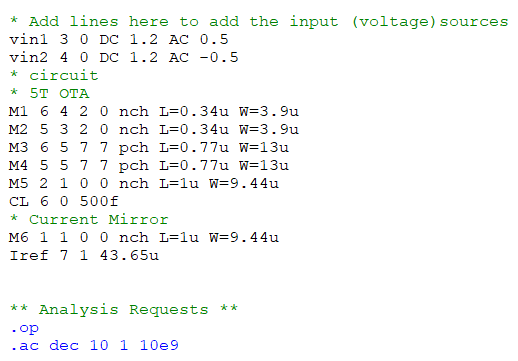 * Add lines here to add the input (voltage)sources
vin1 3 0 DC 1.2 AC 0.5
vin2 4 0 DC 1.2 AC -0.5
* circuit
* 5T OTA
M1 6 4 2 0 nch L=0.34u W=3.9u
M2 5 3 2 0 nch L=0.34u W=3.9u
M3 6 5 7 7 pch L=0.77u W=13u
M4 5 5 7 7 pch L=0.77u W=13u
M5 2 1 0 0 nch L=1u W=9.44u
CL 6 0 500f
* Current Mirror
M6 1 1 0 0 nch L=1u W=9.44u
Iref 7 1 43.65u
** Analysis Requests **
.op
.ac dec 10 1 10e9